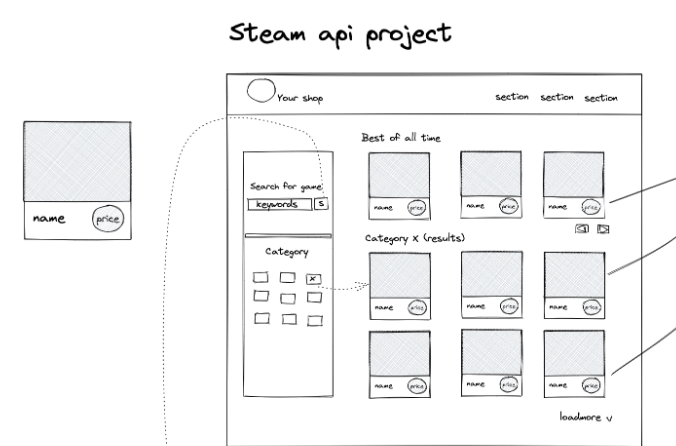 Steam api project
Your shop
section section section
Best of all time
Search for game
keywords S
name price
name price name price name price
Category X (results)
Category
X
name price name price name price
name price name price name price
loadmore v